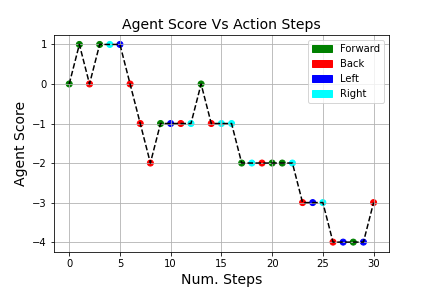 Agent Score Vs Action Steps
Agent Score
1
0
−1
−2
−3
−4
Forward
Back
Left
Right
0 5 10 15 20 25 30
Num. Steps